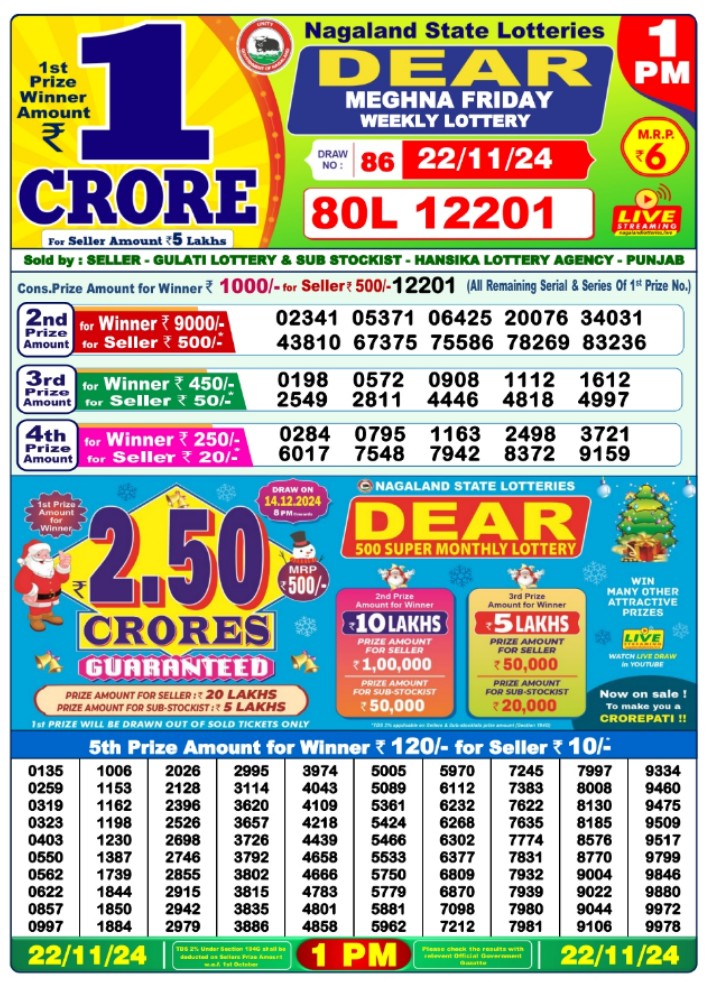 1st
Prize
Winner
Amount
₹
1
CRORE
For Seller Amount ₹5 Lakhs
UNITY
Nagaland State Lotteries
DEAR
MEGHNA FRIDAY
WEEKLY LOTTERY
1
PM
DRAW NO : 86 22/11/24
M.R.P.
₹6
80L 12201
LIVE
STREAMING
nagalandlotteries.live
Sold by : SELLER - GULATI LOTTERY & SUB STOCKIST - HANSIKA LOTTERY AGENCY - PUNJAB
Cons.Prize Amount for Winner ₹ 1000/- for Seller ₹ 500/- 12201 (All Remaining Serial & Series Of 1st Prize No.)
2nd Prize Amount
for Winner ₹ 9000/-
for Seller ₹ 500/-*
02341 05371 06425 20076 34031
43810 67375 75586 78269 83236
3rd Prize Amount
for Winner ₹ 450/-
for Seller ₹ 50/-*
0198 0572 0908 1112 1612
2549 2811 4446 4818 4997
4th Prize Amount
for Winner ₹ 250/-
for Seller ₹ 20/-*
0284 0795 1163 2498 3721
6017 7548 7942 8372 9159
1st Prize
Amount
for
Winner
₹2.50
CRORES
GUARANTEED
DRAW ON
14.12.2024
8 PM
MRP
₹500/-
PRIZE AMOUNT FOR SELLER : ₹ 20 LAKHS
PRIZE AMOUNT FOR SUB-STOCKIST : ₹ 5 LAKHS
1st PRIZE WILL BE DRAWN OUT OF SOLD TICKETS ONLY
NAGALAND STATE LOTTERIES
DEAR
500 SUPER MONTHLY LOTTERY
2nd Prize
Amount for Winner
₹10 LAKHS
PRIZE AMOUNT
FOR SELLER
₹1,00,000
PRIZE AMOUNT
FOR SUB-STOCKIST
₹50,000
3rd Prize
Amount for Winner
₹5 LAKHS
PRIZE AMOUNT
FOR SELLER
₹50,000
PRIZE AMOUNT
FOR SUB-STOCKIST
₹20,000
WIN
MANY OTHER
ATTRACTIVE
PRIZES
LIVE
WATCH LIVE DRAW
in YOUTUBE
Now on sale !
To make you a
CROREPATI !!
5th Prize Amount for Winner ₹ 120/- for Seller ₹ 10/-
0135 1006 2026 2995 3974 5005 5970 7245 7997 9334
0259 1153 2128 3114 4043 5089 6112 7383 8008 9460
0319 1162 2396 3620 4109 5361 6232 7622 8130 9475
0323 1198 2526 3657 4218 5424 6268 7635 8185 9509
0403 1230 2698 3726 4439 5466 6302 7774 8576 9517
0550 1387 2746 3792 4658 5533 6377 7831 8770 9799
0562 1739 2855 3802 4666 5750 6809 7932 9004 9846
0622 1844 2915 3815 4783 5779 6870 7939 9022 9880
0857 1850 2942 3835 4801 5881 7098 7980 9044 9972
0997 1884 2979 3886 4858 5962 7212 7981 9106 9978
22/11/24
TDS 2% Under Section 194G shall be
deducted on Sellers Prize Amount
w.e.f. 1st October
1 PM
Please check the results with
relevent Official Government
Gazette
22/11/24